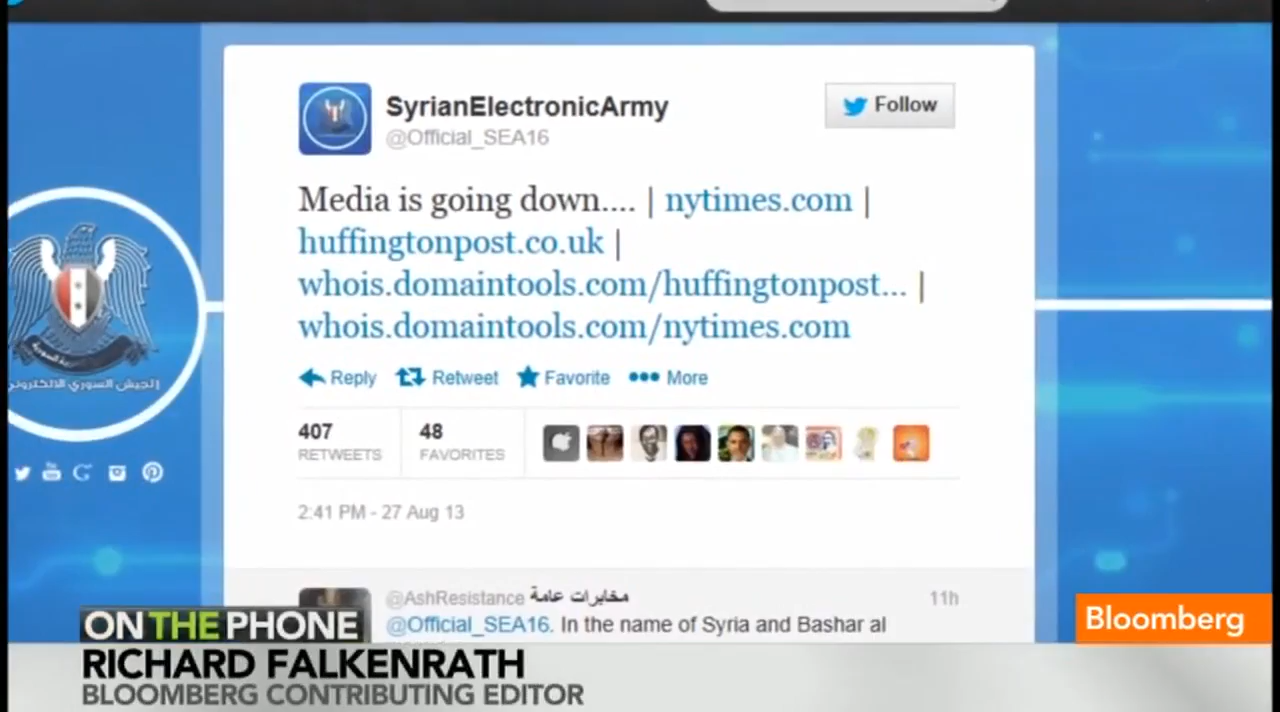 SyrianElectronicArmy
@Official_SEA16
Follow
Media is going down.... | nytimes.com |
huffingtonpost.co.uk |
whois.domaintools.com/huffingtonpost... |
whois.domaintools.com/nytimes.com
Reply Retweet Favorite More
407
RETWEETS
48
FAVORITES
2:41 PM - 27 Aug 13
الجيش السوري الالكتروني
@AshResistance مخابرات عامة
11h
@Official_SEA16. In the name of Syria and Bashar al
ON THE PHONE
RICHARD FALKENRATH
BLOOMBERG CONTRIBUTING EDITOR
Bloomberg